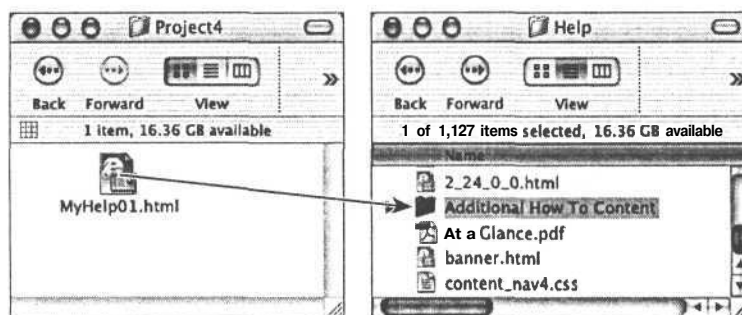 Project4
Back Forward View
1 item, 16.36 GB available
MyHelp01.html
Help
Back Forward View
1 of 1,127 items selected, 16.36 GB available
Name
2_24_0_0.html
Additional How To Content
At a Glance.pdf
banner.html
content_nav4.css